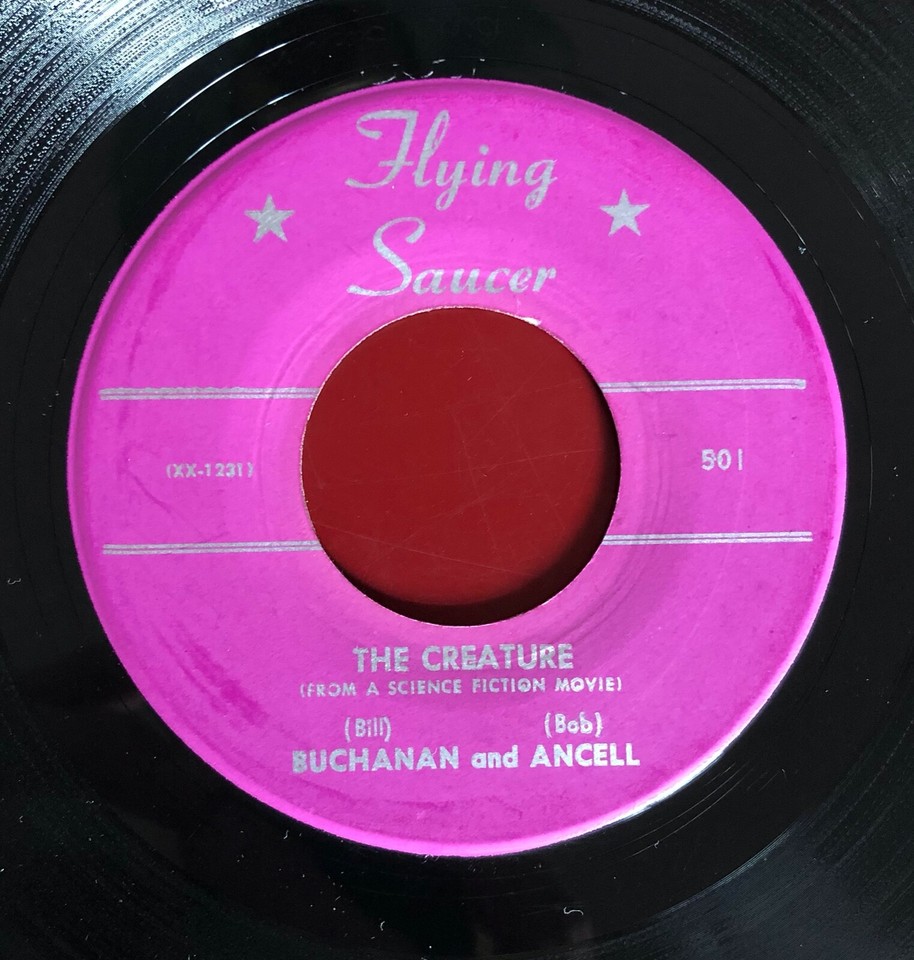 Flying
Saucer
(XX-1231)
501
THE CREATURE
(FROM A SCIENCE FICTION MOVIE)
(Bill) (Bob)
BUCHANAN and ANCELL